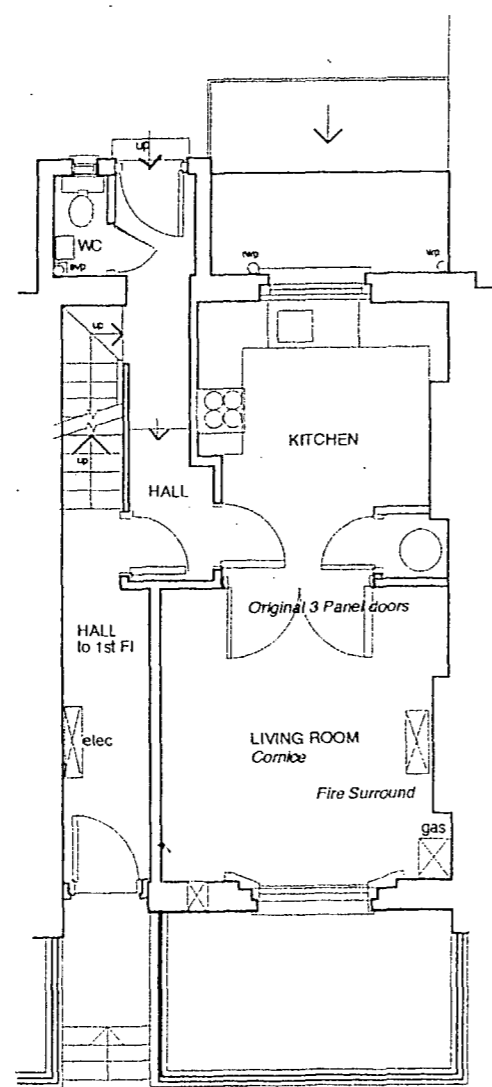 up
WC
svp
rwp
wp
up
KITCHEN
up
HALL
Original 3 Panel doors
HALL
to 1st Fl
elec
LIVING ROOM
Cornice
Fire Surround
gas